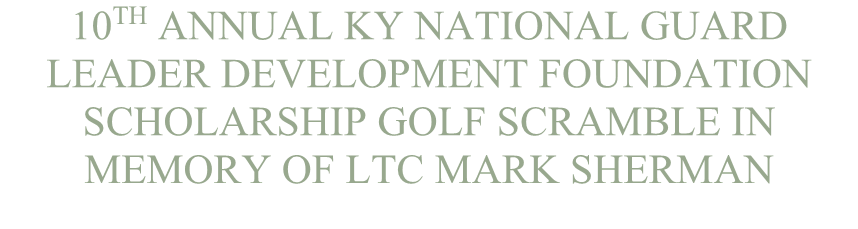 10TH ANNUAL KY NATIONAL GUARD
LEADER DEVELOPMENT FOUNDATION
SCHOLARSHIP GOLF SCRAMBLE IN
MEMORY OF LTC MARK SHERMAN